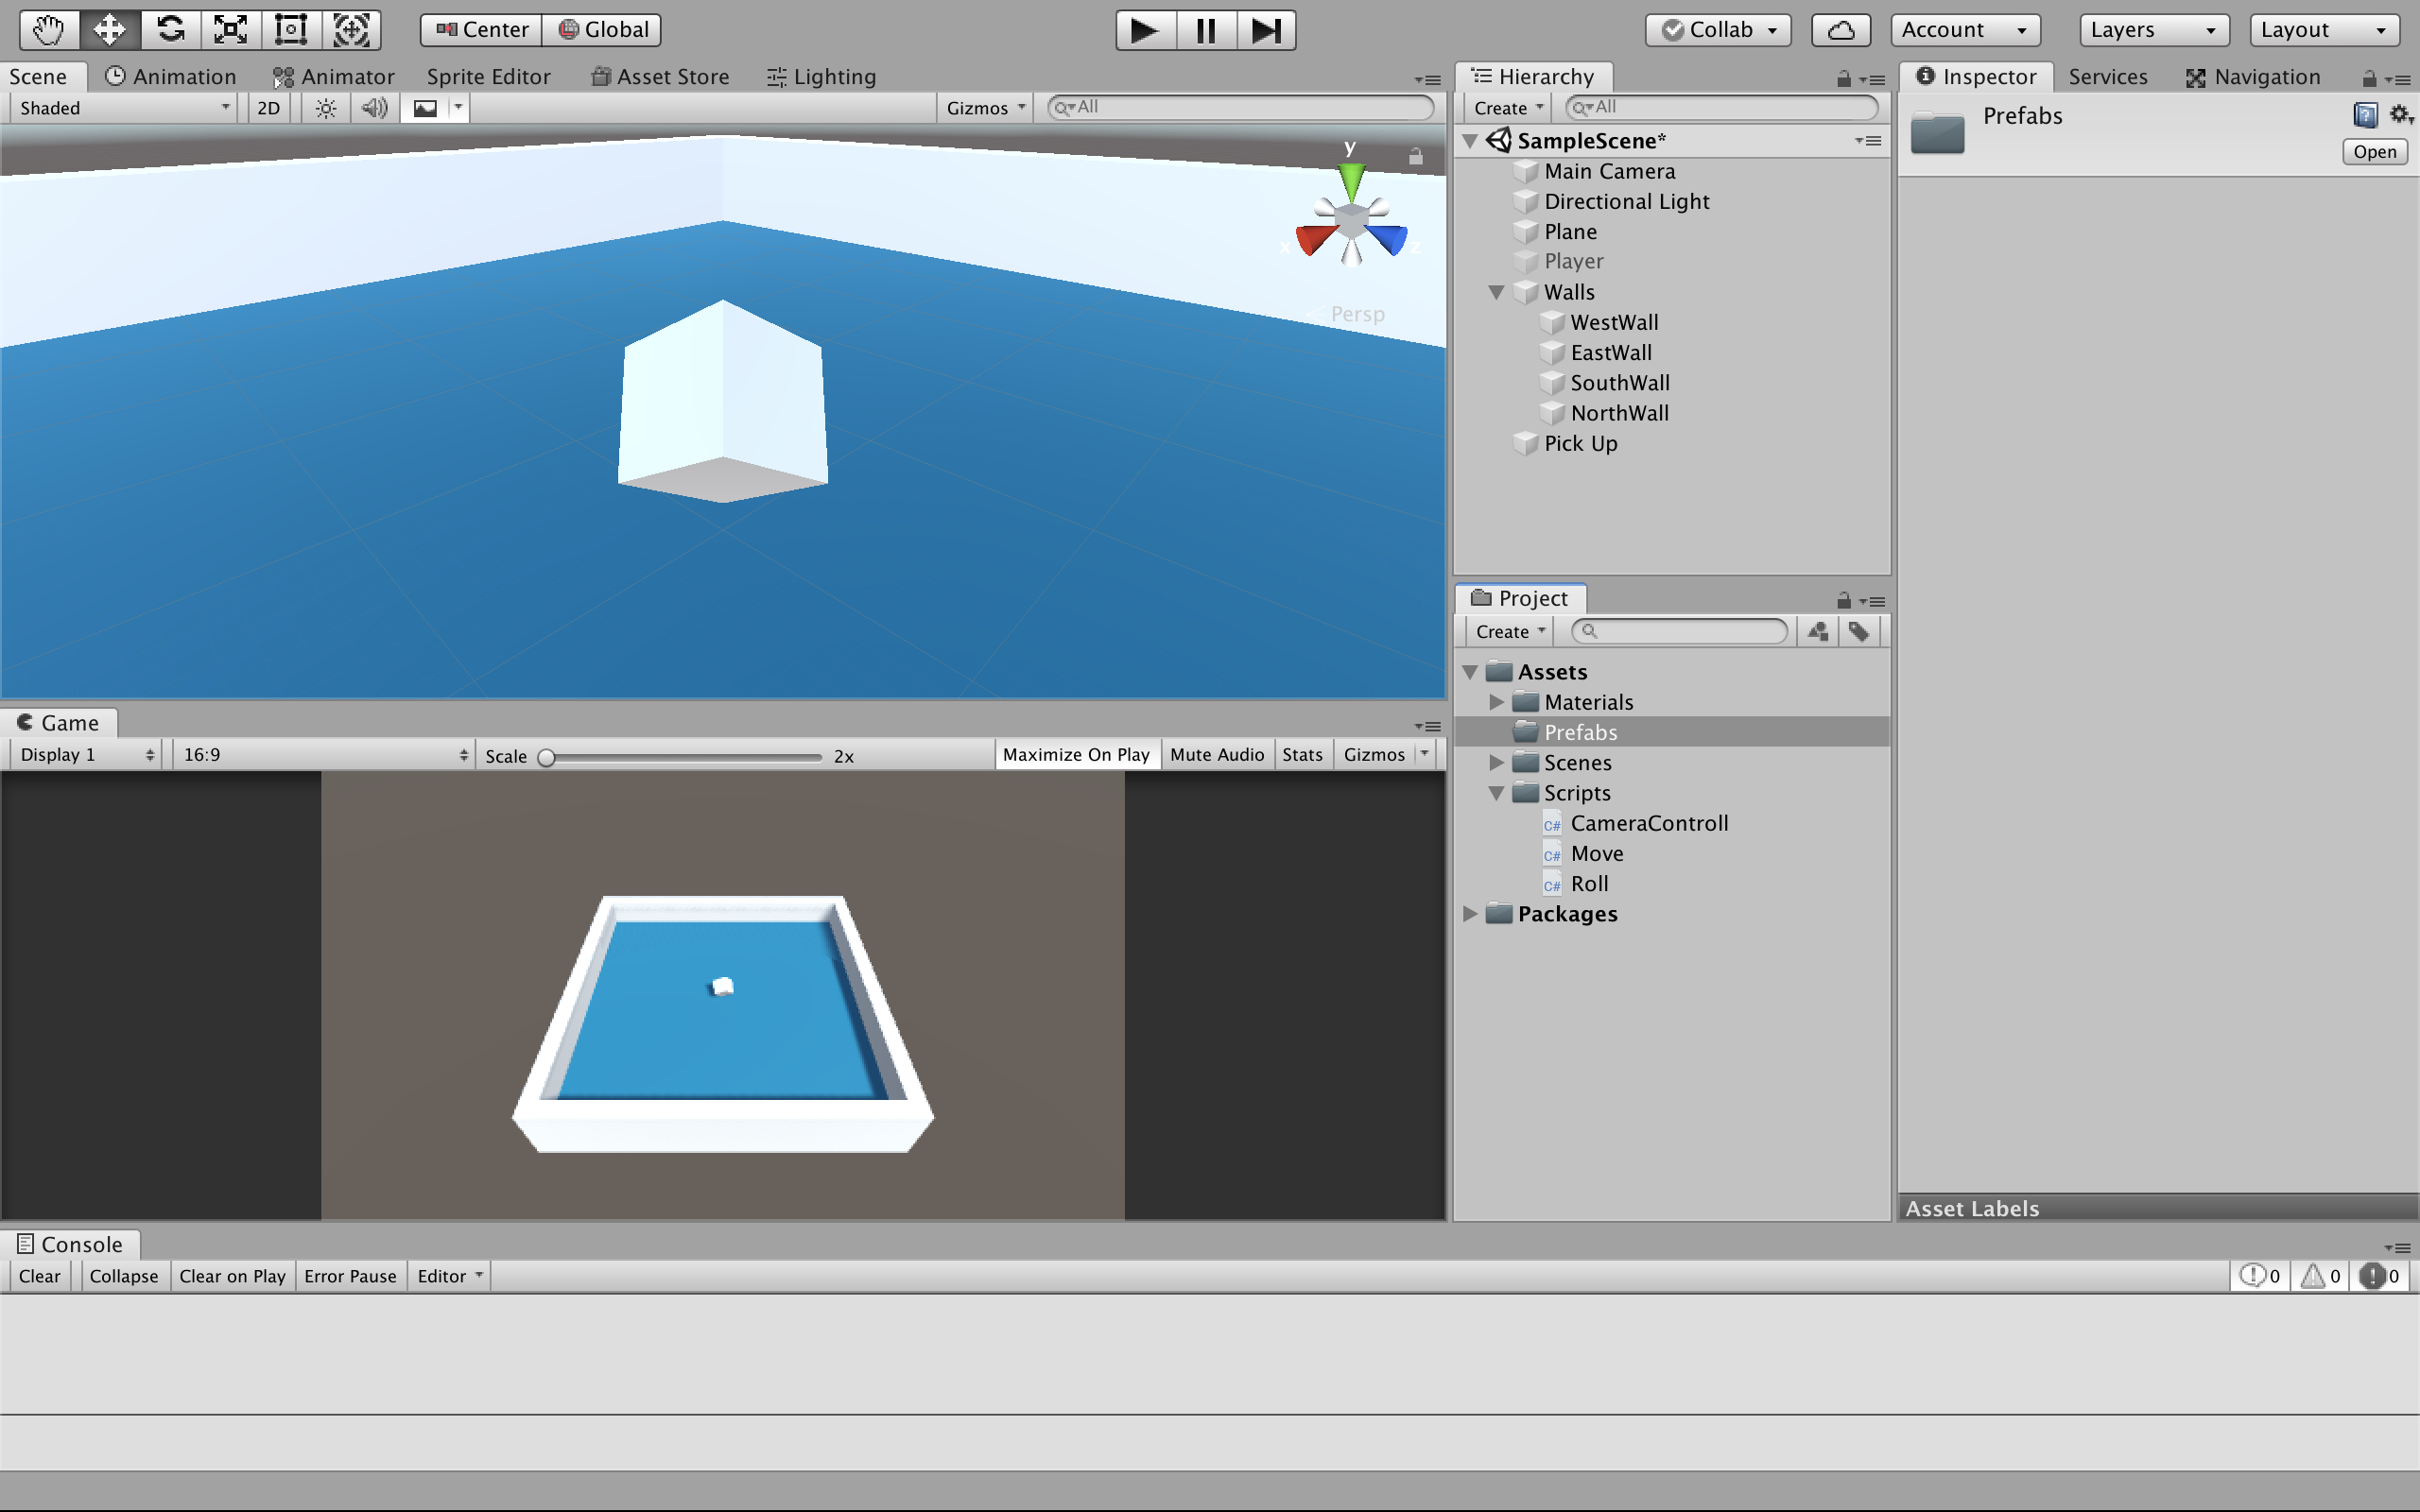 Center Global Collab Account Layers Layout
Scene Animation Animator Sprite Editor Asset Store Lighting
Shaded 2D Gizmos All
y
x z
Persp
Hierarchy
Create All
SampleScene*
Main Camera
Directional Light
Plane
Player
Walls
WestWall
EastWall
SouthWall
NorthWall
Pick Up
Inspector Services Navigation
Prefabs
Open
Game
Display 1 16:9 Scale 2x Maximize On Play Mute Audio Stats Gizmos
Project
Create
Assets
Materials
Prefabs
Scenes
Scripts
C# CameraControll
C# Move
C# Roll
Packages
Asset Labels
Console
Clear Collapse Clear on Play Error Pause Editor 0 0 0